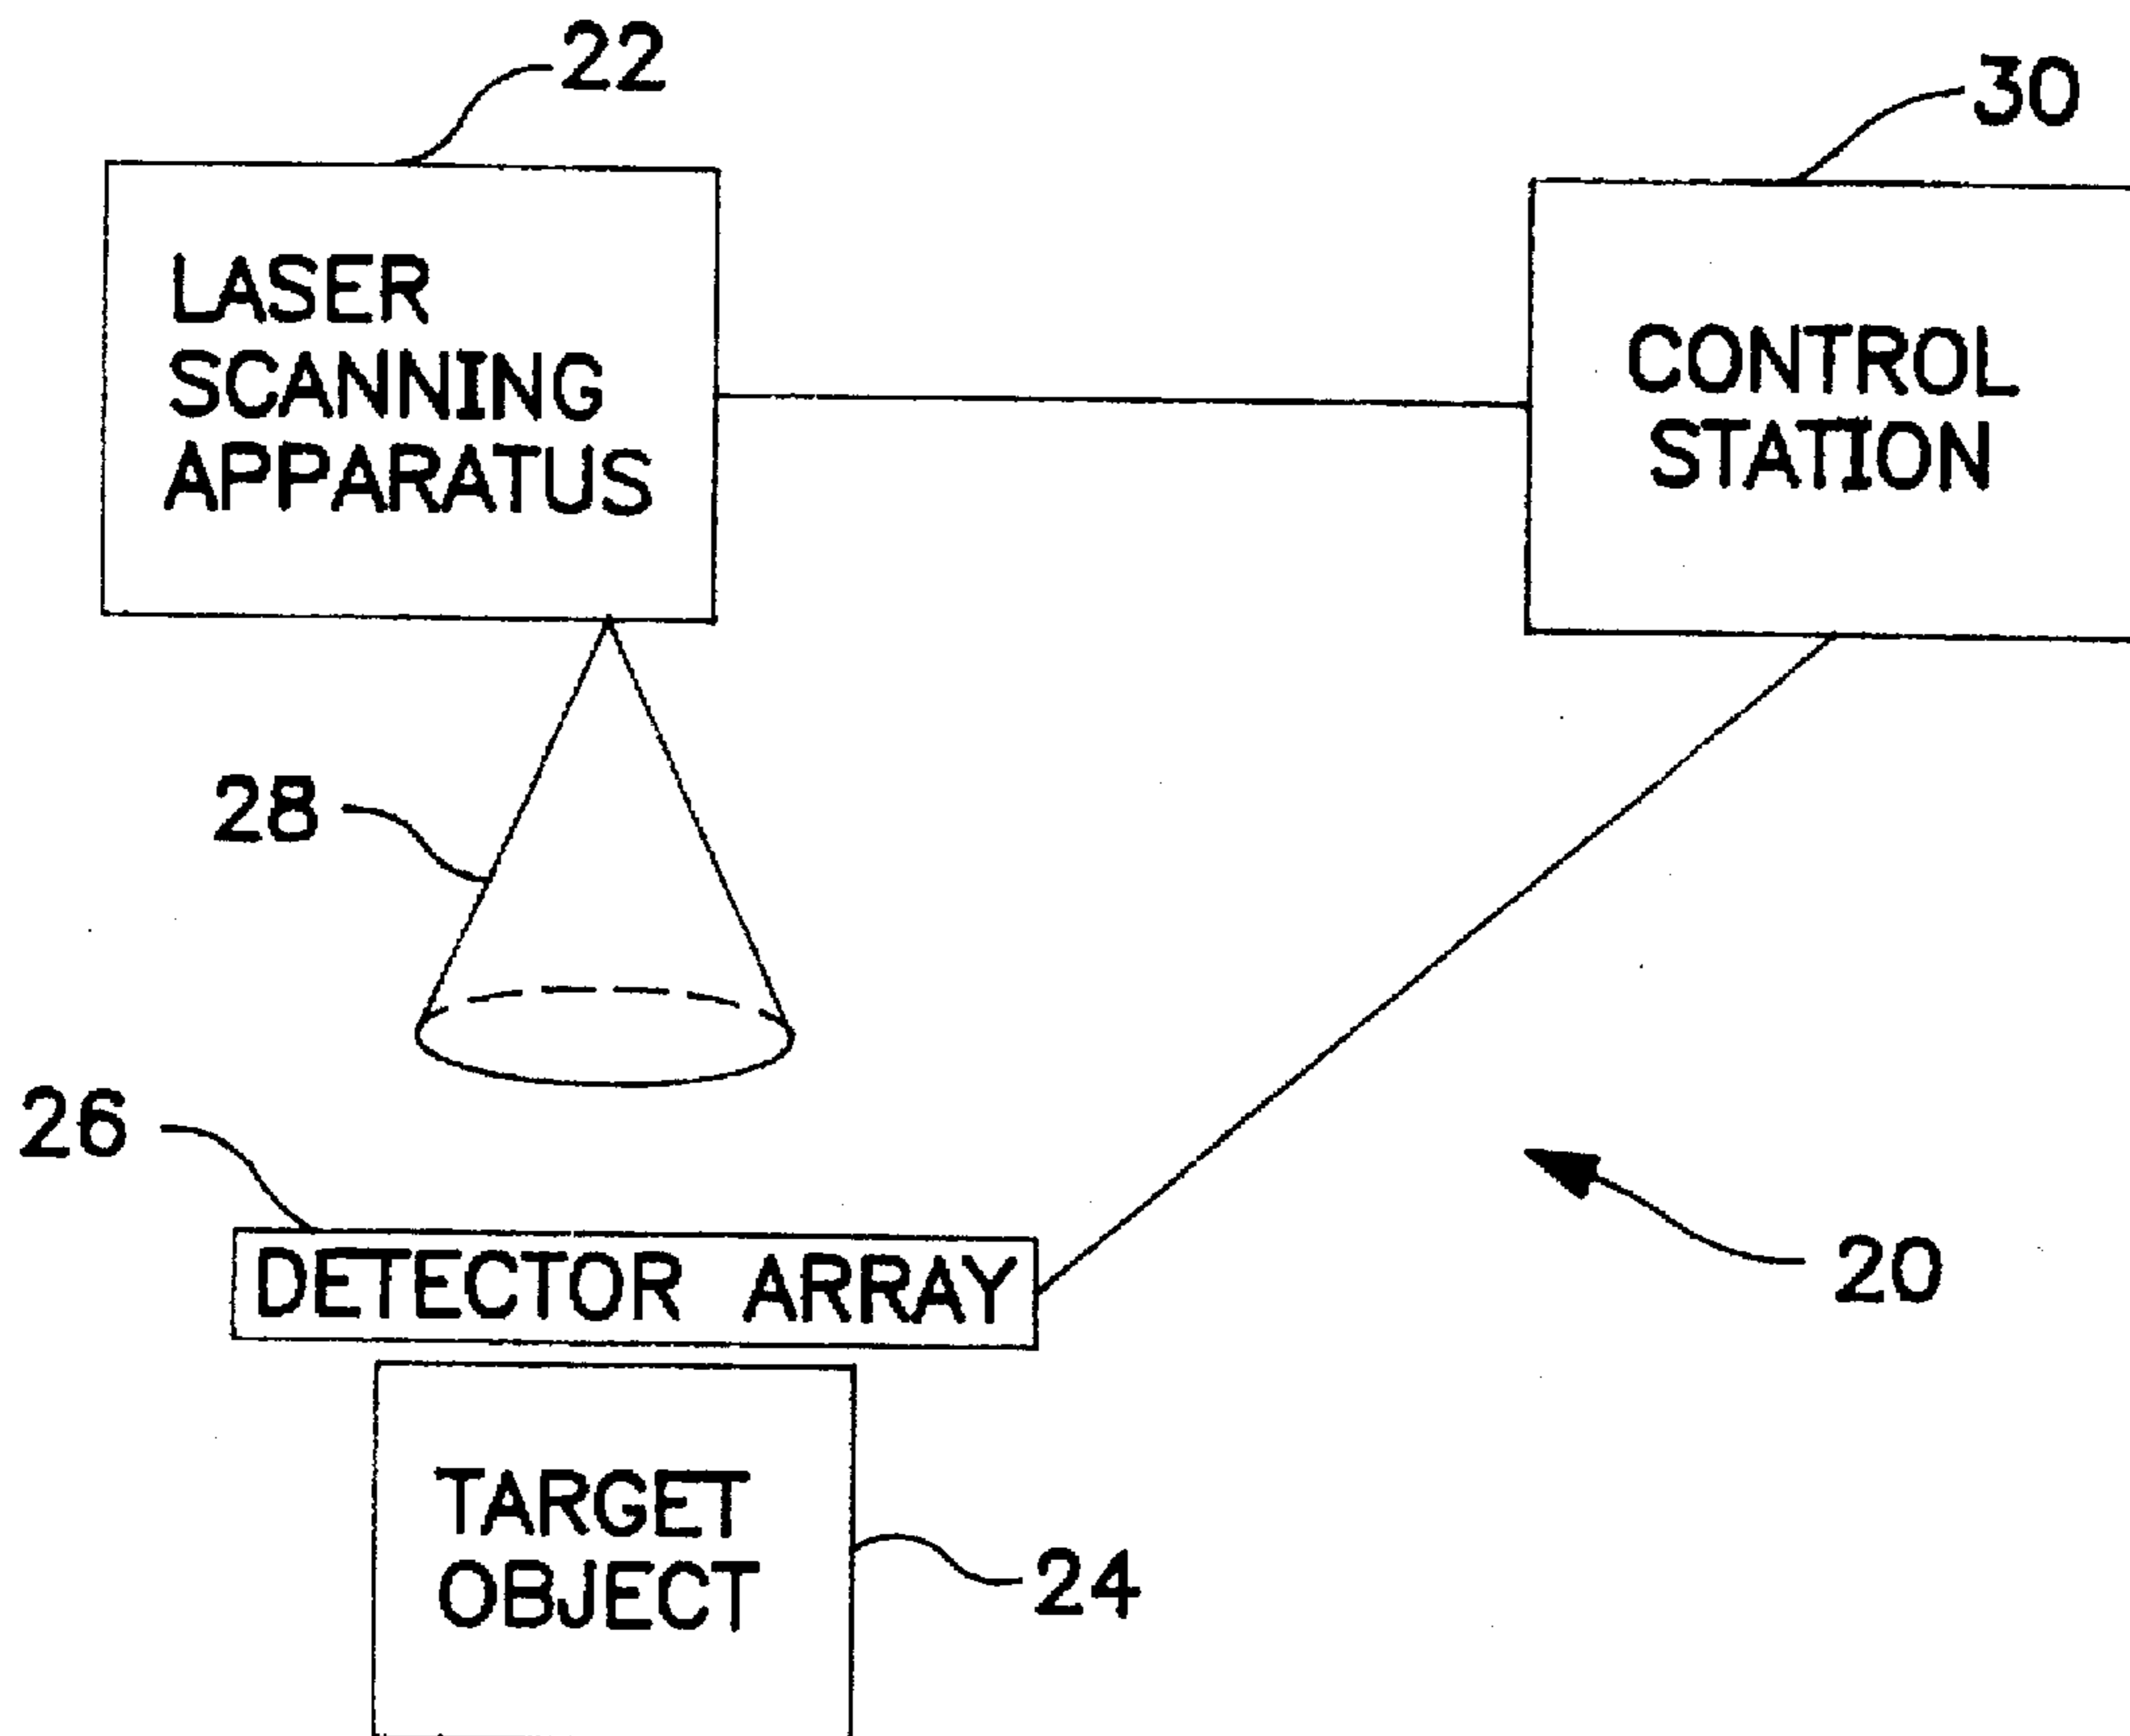 22
30
LASER
SCANNING
APPARATUS
CONTROL
STATION
28
26
DETECTOR ARRAY
20
TARGET
OBJECT
24